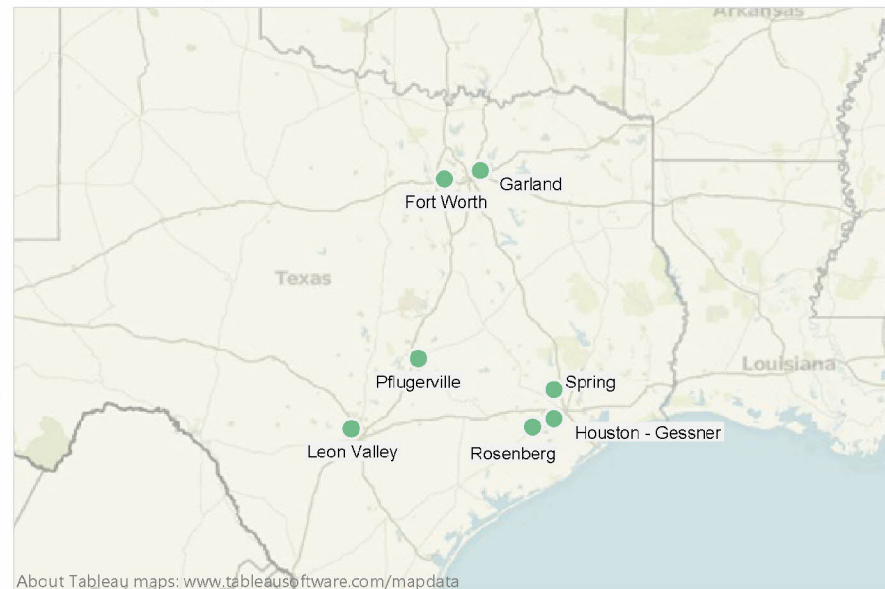 Arkansas
Garland
Fort Worth
Texas
Louisiana
Pflugerville
Spring
Houston - Gessner
Leon Valley
Rosenberg
About Tableau maps: www.tableausoftware.com/mapdata